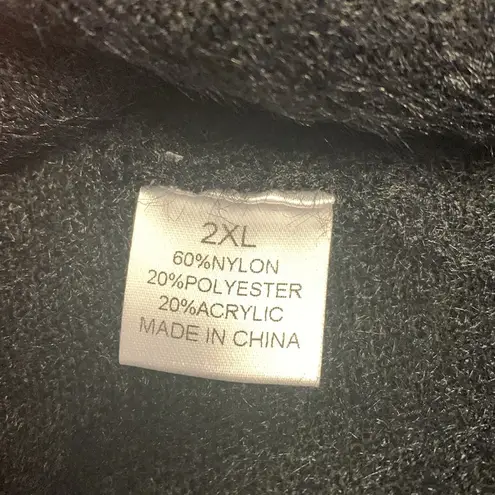 2XL
60%NYLON
20%POLYESTER
20%ACRYLIC
MADE IN CHINA